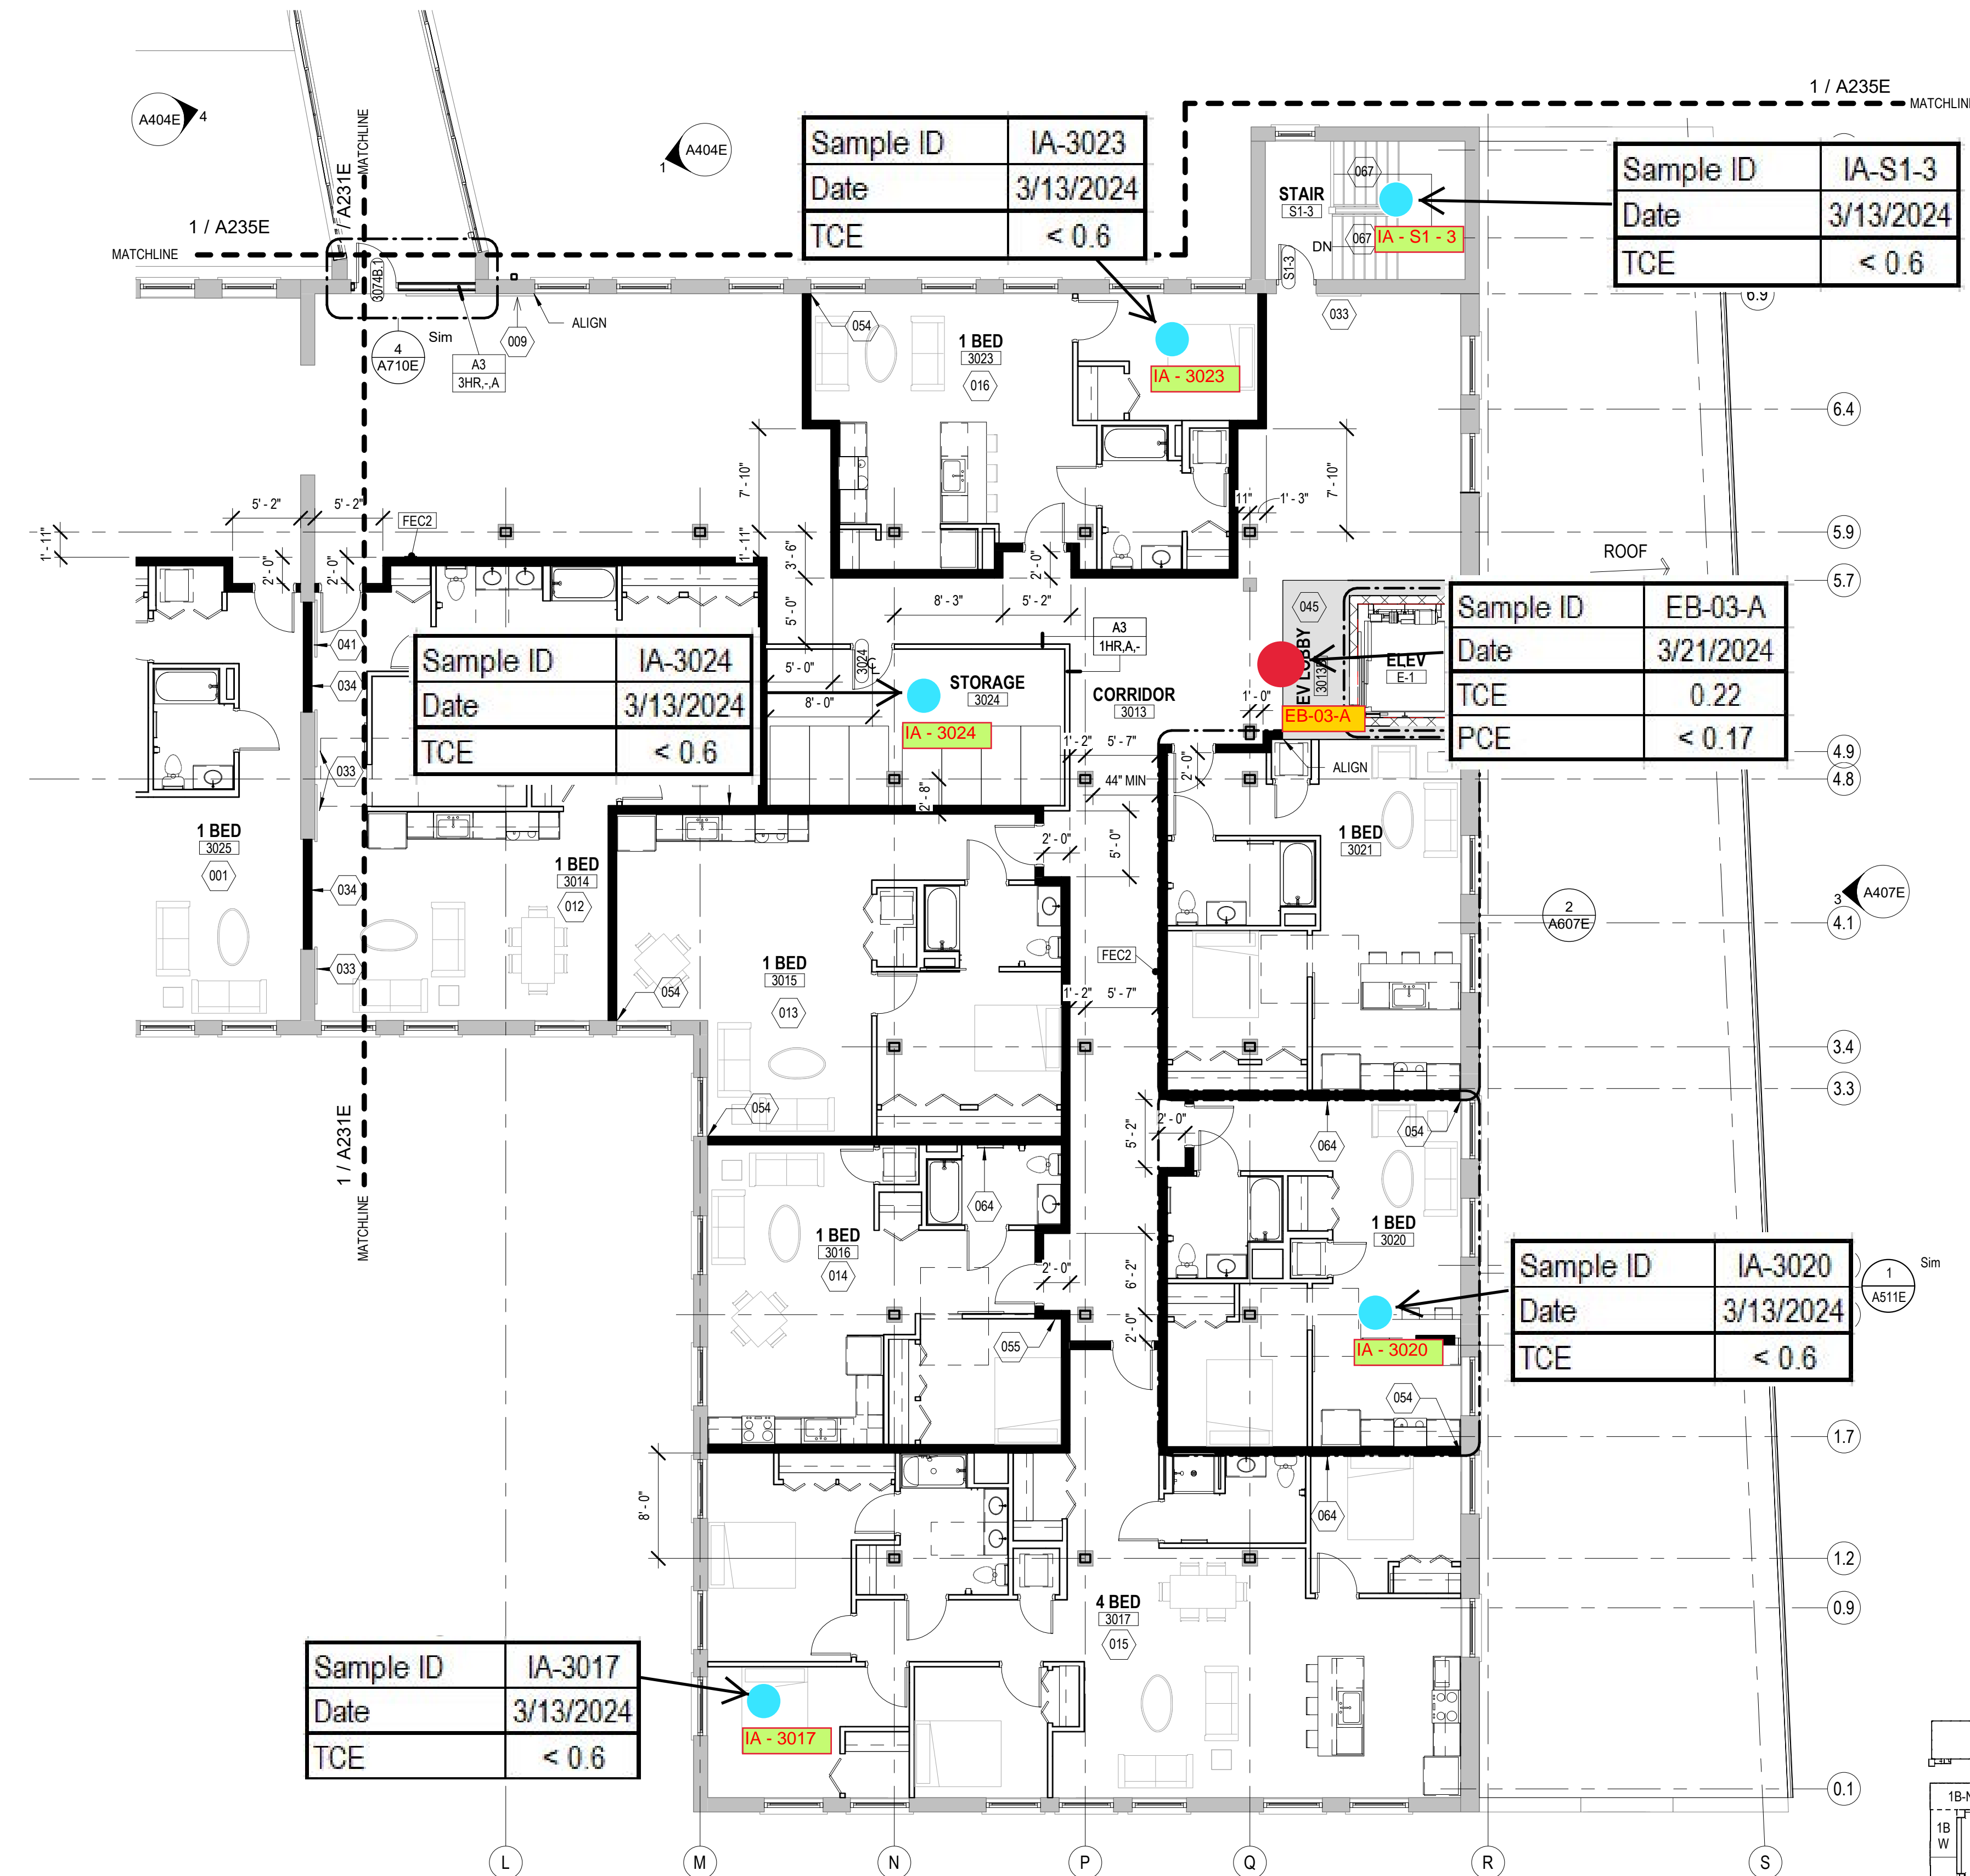 1 / A235E
MATCHLINE
A404E 4
A404E
1
MATCHLINE
/ A231E
1 / A235E
MATCHLINE
Sample ID IA-3023
Date 3/13/2024
TCE < 0.6
Sample ID IA-S1-3
Date 3/13/2024
TCE < 0.6
STAIR
S1-3
067
067
DN
IA - S1 - 3
S1-3
6.9
3074B.1
Sim
4
A710E
A3
3HR,-,A
009
ALIGN
054
1 BED
3023
016
IA - 3023
033
6.4
7' - 10"
7' - 10"
11"
1' - 3"
5' - 2"
5' - 2"
FEC2
1' - 11"
2' - 0"
2' - 0"
1' - 11"
3' - 6"
2' - 0"
5.9
ROOF
5.7
5' - 0"
8' - 3"
5' - 2"
A3
1HR,A,-
045
EV LOBBY
3013E
ELEV
E-1
Sample ID EB-03-A
Date 3/21/2024
TCE 0.22
PCE < 0.17
EB-03-A
1' - 0"
041
034
Sample ID IA-3024
Date 3/13/2024
TCE < 0.6
5' - 0"
8' - 0"
3024
STORAGE
3024
IA - 3024
CORRIDOR
3013
1' - 2"
5' - 7"
44" MIN
2' - 0"
ALIGN
4.9
4.8
033
2' - 8"
1 BED
3025
001
034
033
1 BED
3014
012
2' - 0"
5' - 0"
1 BED
3021
2
A607E
3
A407E
4.1
054
1 BED
3015
013
FEC2
1' - 2"
5' - 7"
3.4
3.3
054
1 / A231E
MATCHLINE
5' - 2"
2' - 0"
064
054
064
1 BED
3016
014
2' - 0"
6' - 2"
2' - 0"
055
1 BED
3020
IA - 3020
Sample ID IA-3020
Date 3/13/2024
TCE < 0.6
1
A511E
Sim
054
1.7
8' - 0"
064
1.2
4 BED
3017
015
0.9
Sample ID IA-3017
Date 3/13/2024
TCE < 0.6
IA - 3017
0.1
1B-N
1B
W
L
M
N
P
Q
R
S